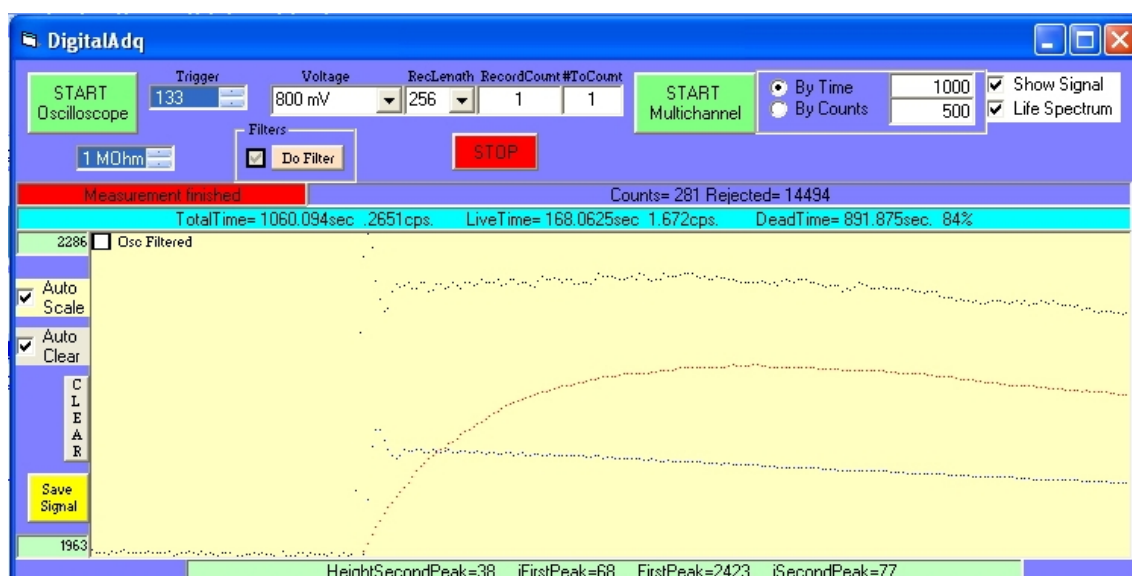 DigitalAdq
START Oscilloscope
Trigger
133
Voltage
800 mV
RecLength
256
RecordCount
1
#ToCount
1
START Multichannel
By Time
1000
By Counts
500
Show Signal
Life Spectrum
1 MOhm
Filters
Do Filter
STOP
Measurement finished
Counts= 281 Rejected= 14494
TotalTime= 1060.094sec .2651cps. LiveTime= 168.0625sec 1.672cps. DeadTime= 891.875sec. 84%
2286
Osc Filtered
Auto Scale
Auto Clear
CLEAR
Save Signal
1963
HeightSecondPeak=38 iFirstPeak=68 FirstPeak=2423 iSecondPeak=77